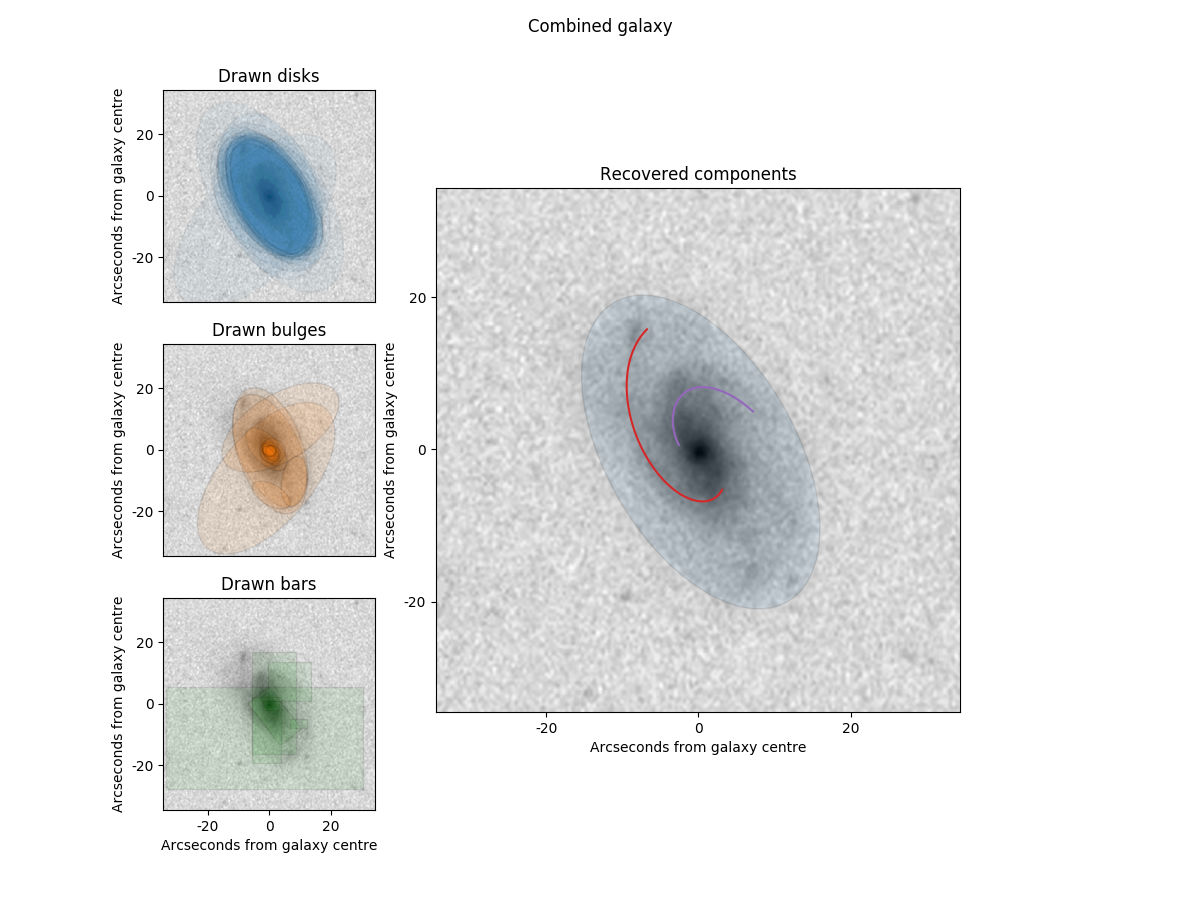 Combined galaxy
Drawn disks
Arcseconds from galaxy centre
20
0
-20
Drawn bulges
Arcseconds from galaxy centre
20
0
-20
Drawn bars
Arcseconds from galaxy centre
20
0
-20
-20 0 20
Arcseconds from galaxy centre
Recovered components
Arcseconds from galaxy centre
20
0
-20
-20 0 20
Arcseconds from galaxy centre